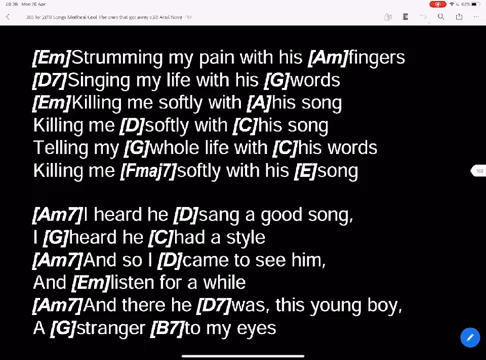 [Em]Strumming my pain with his [Am]fingers
[D7]Singing my life with his [G]words
[Em]Killing me softly with [A]his song
Killing me [D]softly with [C]his song
Telling my [G]whole life with [C]his words
Killing me [Fmaj7]softly with his [E]song
[Am7]I heard he [D]sang a good song,
I [G]heard he [C]had a style
[Am7]And so I [D]came to see him,
And [Em]listen for a while
[Am7]And there he [D7]was, this young boy,
A [G]stranger [B7]to my eyes